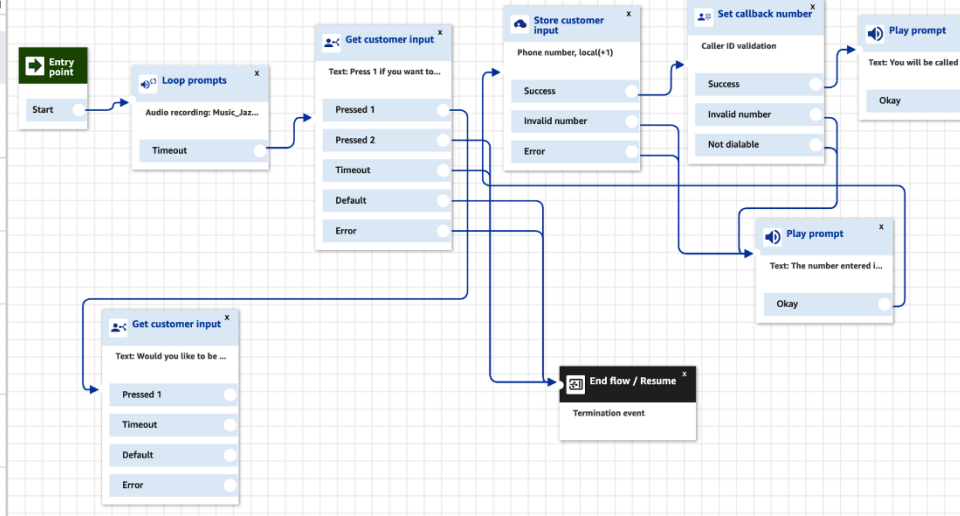 Entry
point
Start
Loop prompts
x
Audio recording: Music_Jaz...
Timeout
Get customer input
x
Text: Press 1 if you want to...
Pressed 1
Pressed 2
Timeout
Default
Error
Store customer
input
x
Phone number, local(+1)
Success
Invalid number
Error
Set callback number
x
Caller ID validation
Success
Invalid number
Not dialable
Play prompt
Text: You will be called
Okay
Play prompt
x
Text: The number entered i...
Okay
Get customer input
x
Text: Would you like to be ...
Pressed 1
Timeout
Default
Error
End flow / Resume
x
Termination event